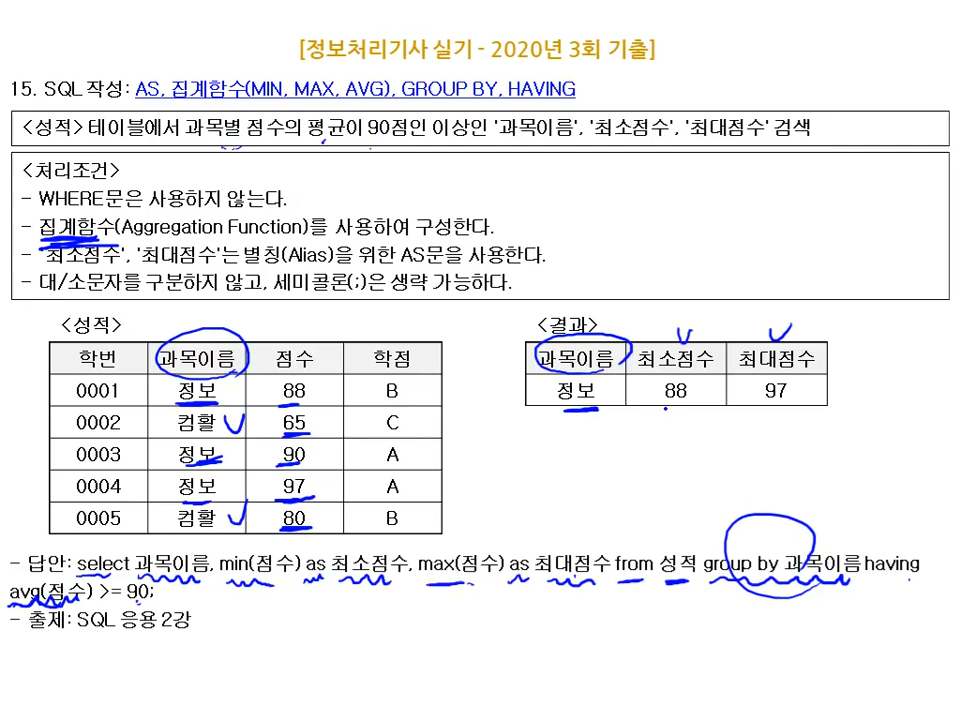 [정보처리기사 실기 - 2020년 3회 기출]
15. SQL 작성: AS, 집계함수(MIN, MAX, AVG), GROUP BY, HAVING
<성적> 테이블에서 과목별 점수의 평균이 90점인 이상인 '과목이름', '최소점수', '최대점수' 검색
<처리조건>
- WHERE문은 사용하지 않는다.
- 집계함수(Aggregation Function)를 사용하여 구성한다.
- '최소점수', '최대점수'는 별칭(Alias)을 위한 AS문을 사용한다.
- 대/소문자를 구분하지 않고, 세미콜론(;)은 생략 가능하다.
<성적>
학번 과목이름 점수 학점
0001 정보 88 B
0002 컴활 65 C
0003 정보 90 A
0004 정보 97 A
0005 컴활 80 B
<결과>
과목이름 최소점수 최대점수
정보 88 97
- 답안: select 과목이름, min(점수) as 최소점수, max(점수) as 최대점수 from 성적 group by 과목이름 having
avg(점수) >= 90;
- 출제: SQL 응용 2강